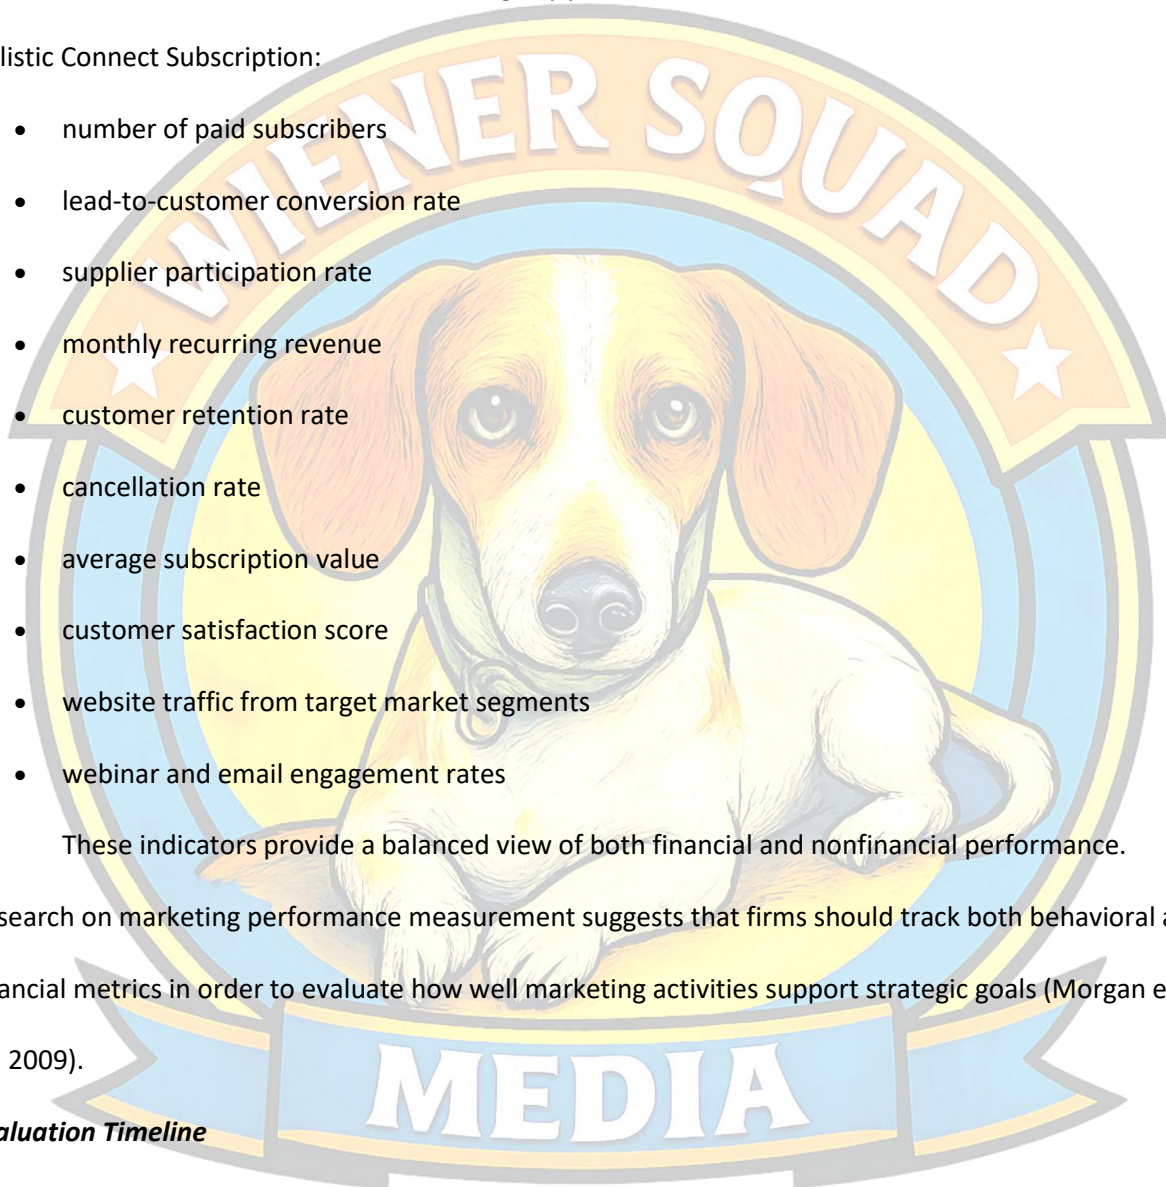 WIENER SQUAD
listic Connect Subscription:
• number of paid subscribers
• lead-to-customer conversion rate
• supplier participation rate
• monthly recurring revenue
• customer retention rate
• cancellation rate
• average subscription value
• customer satisfaction score
• website traffic from target market segments
• webinar and email engagement rates
These indicators provide a balanced view of both financial and nonfinancial performance.
search on marketing performance measurement suggests that firms should track both behavioral a
ancial metrics in order to evaluate how well marketing activities support strategic goals (Morgan e
2009).
MEDIA
aluation Timeline